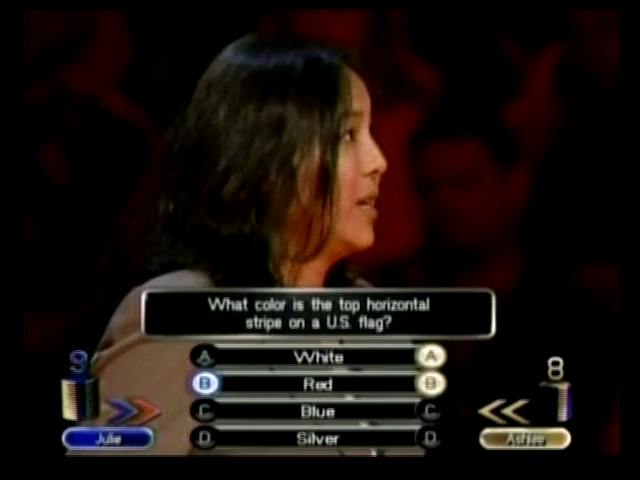 What color is the top horizontal
stripe on a U.S. flag?
9
8
A White A
B Red B
C Blue C
D Silver D
Julie
Ashlee